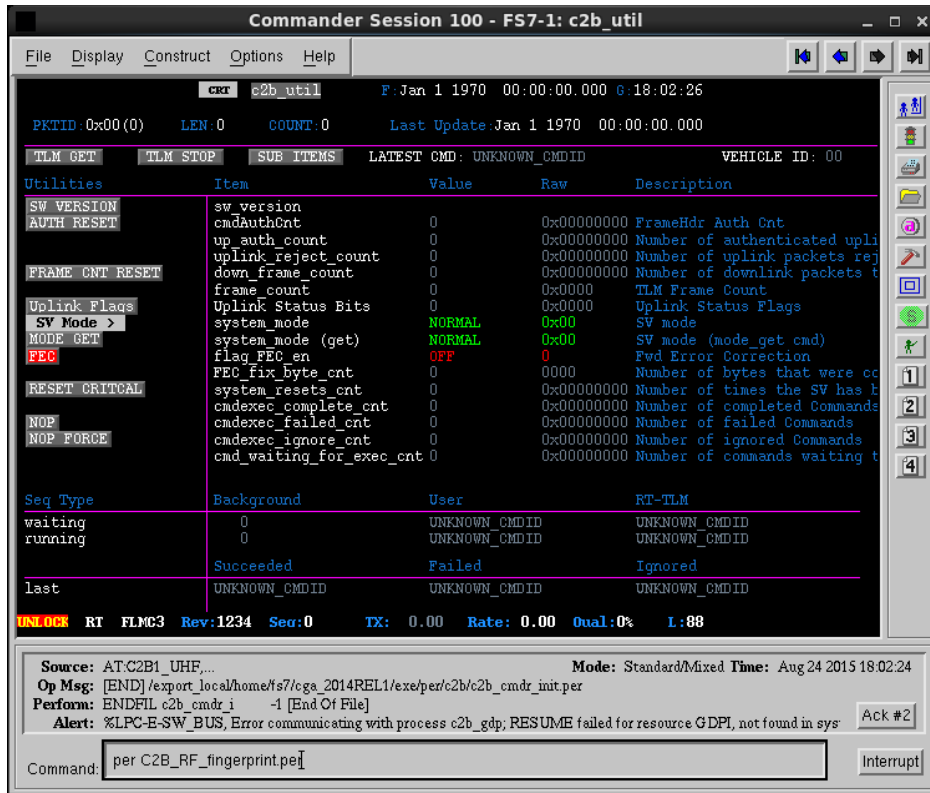 Commander Session 100 - FS7-1: c2b_util
File Display Construct Options Help
CRT c2b_util F:Jan 1 1970 00:00:00.000 G:18:02:26
PKTID:0x00(0) LEN:0 COUNT:0 Last Update:Jan 1 1970 00:00:00.000
TLM GET TLM STOP SUB ITEMS LATEST CMD: UNKNOWN_CMDID VEHICLE ID: 00
Utilities Item Value Raw Description
SW VERSION sw_version
AUTH RESET cmdAuthCnt 0 0x00000000 FrameHdr Auth Cnt
up_auth_count 0 0x00000000 Number of authenticated upli
uplink_reject_count 0 0x00000000 Number of uplink packets rej
FRAME CNT RESET down_frame_count 0 0x00000000 Number of downlink packets t
frame_count 0 0x0000 TLM Frame Count
Uplink Flags Uplink Status Bits 0 0x0000 Uplink Status Flags
SV Mode > system_mode NORMAL 0x00 SV mode
MODE GET system_mode (get) NORMAL 0x00 SV mode (mode_get cmd)
FEC flag_FEC_en OFF 0 Fwd Error Correction
FEC_fix_byte_cnt 0 0000 Number of bytes that were co
RESET CRITCAL system_resets_cnt 0 0x00000000 Number of times the SV has b
cmdexec_complete_cnt 0 0x00000000 Number of completed Commands
NOP cmdexec_failed_cnt 0 0x00000000 Number of failed Commands
NOP FORCE cmdexec_ignore_cnt 0 0x00000000 Number of ignored Commands
cmd_waiting_for_exec_cnt 0 0x00000000 Number of commands waiting t
Seq Type Background User RT-TLM
waiting 0 UNKNOWN_CMDID UNKNOWN_CMDID
running 0 UNKNOWN_CMDID UNKNOWN_CMDID
Succeeded Failed Ignored
last UNKNOWN_CMDID UNKNOWN_CMDID UNKNOWN_CMDID
UNLOCK RT FLMC3 Rev:1234 Seq:0 TX: 0.00 Rate: 0.00 Qual:0% L:88
Source: AT:C2B1_UHF,... Mode: Standard/Mixed Time: Aug 24 2015 18:02:24
Op Msg: [END] /export_local/home/fs7/cga_2014REL1/exe/per/c2b/c2b_cmdr_init.per
Perform: ENDFIL c2b_cmdr_i -1 [End Of File]
Alert: %LPC-E-SW_BUS, Error communicating with process c2b_gdp; RESUME failed for resource GDPI, not found in sys
Ack #2
Command: per C2B_RF_fingerprint.per Interrupt
a
S
1
2
3
4